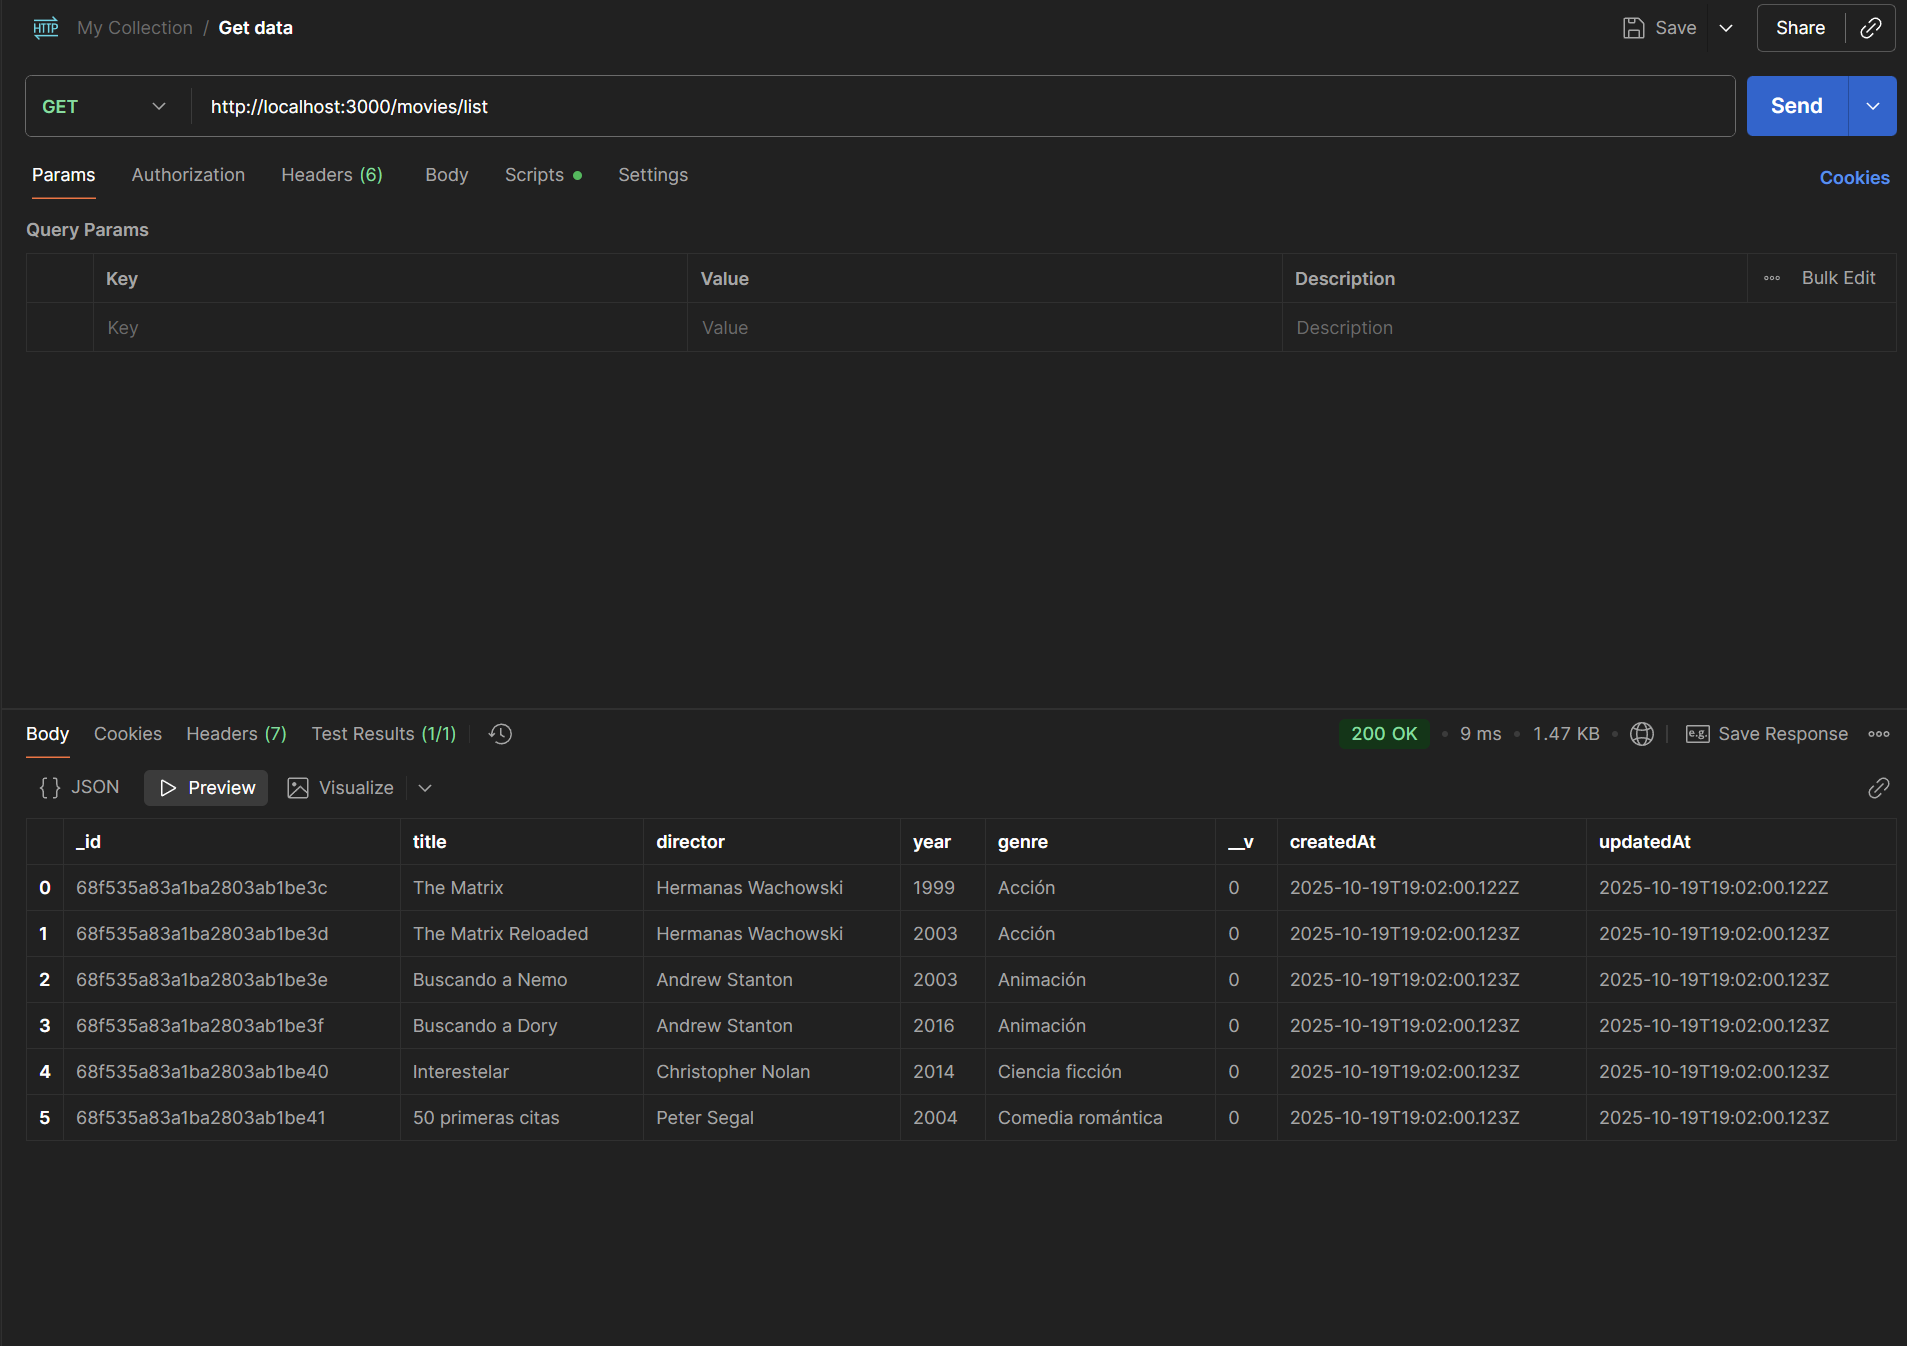 HTTP My Collection / Get data Save Share
GET http://localhost:3000/movies/list Send
Params Authorization Headers (6) Body Scripts Settings Cookies
Query Params
Key Value Description Bulk Edit
Key Value Description
Body Cookies Headers (7) Test Results (1/1) 200 OK 9 ms 1.47 KB e.g. Save Response
{ } JSON Preview Visualize
_id title director year genre __v createdAt updatedAt
0 68f535a83a1ba2803ab1be3c The Matrix Hermanas Wachowski 1999 Acción 0 2025-10-19T19:02:00.122Z 2025-10-19T19:02:00.122Z
1 68f535a83a1ba2803ab1be3d The Matrix Reloaded Hermanas Wachowski 2003 Acción 0 2025-10-19T19:02:00.123Z 2025-10-19T19:02:00.123Z
2 68f535a83a1ba2803ab1be3e Buscando a Nemo Andrew Stanton 2003 Animación 0 2025-10-19T19:02:00.123Z 2025-10-19T19:02:00.123Z
3 68f535a83a1ba2803ab1be3f Buscando a Dory Andrew Stanton 2016 Animación 0 2025-10-19T19:02:00.123Z 2025-10-19T19:02:00.123Z
4 68f535a83a1ba2803ab1be40 Interestelar Christopher Nolan 2014 Ciencia ficción 0 2025-10-19T19:02:00.123Z 2025-10-19T19:02:00.123Z
5 68f535a83a1ba2803ab1be41 50 primeras citas Peter Segal 2004 Comedia romántica 0 2025-10-19T19:02:00.123Z 2025-10-19T19:02:00.123Z